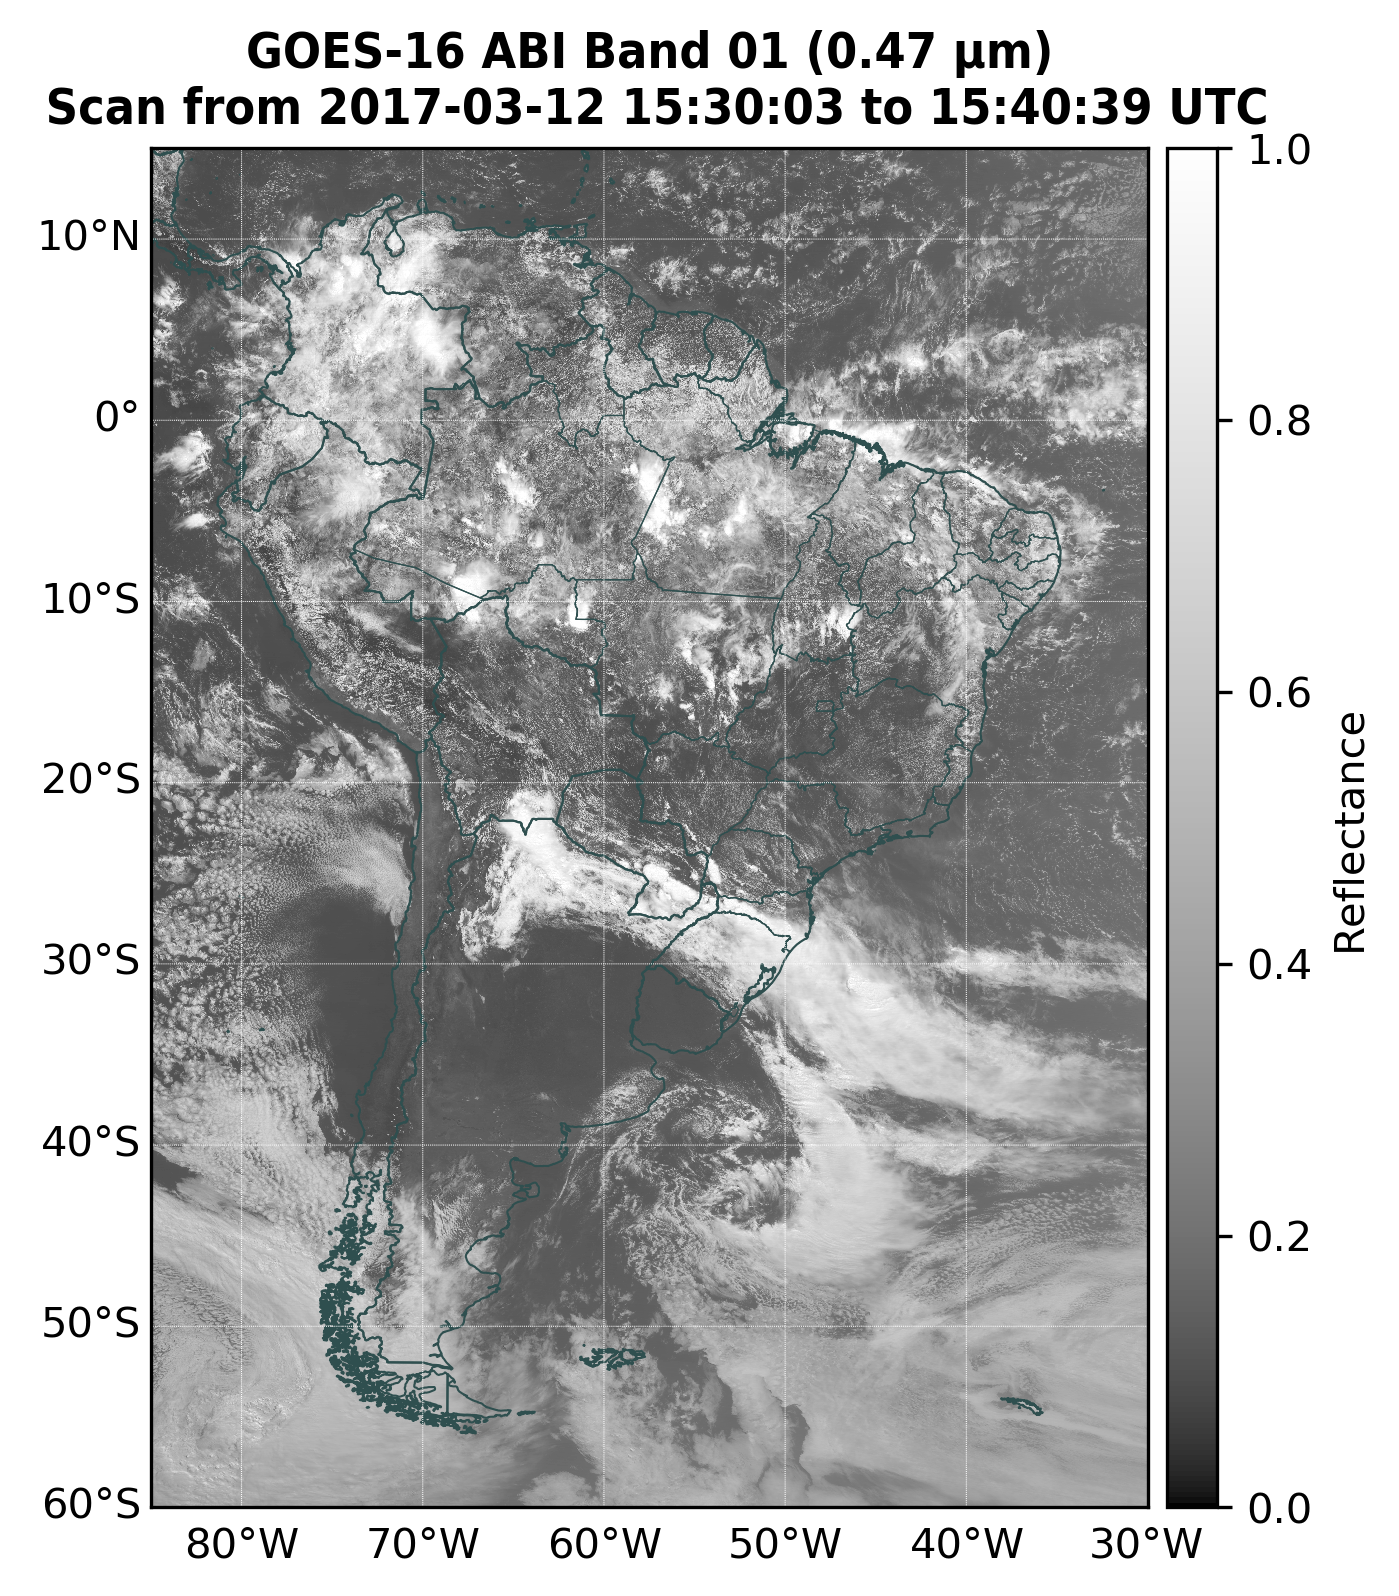 GOES-16 ABI Band 01 (0.47 µm)
Scan from 2017-03-12 15:30:03 to 15:40:39 UTC
10°N
0°
10°S
20°S
30°S
40°S
50°S
60°S
80°W 70°W 60°W 50°W 40°W 30°W
1.0
0.8
0.6
0.4
0.2
0.0
Reflectance